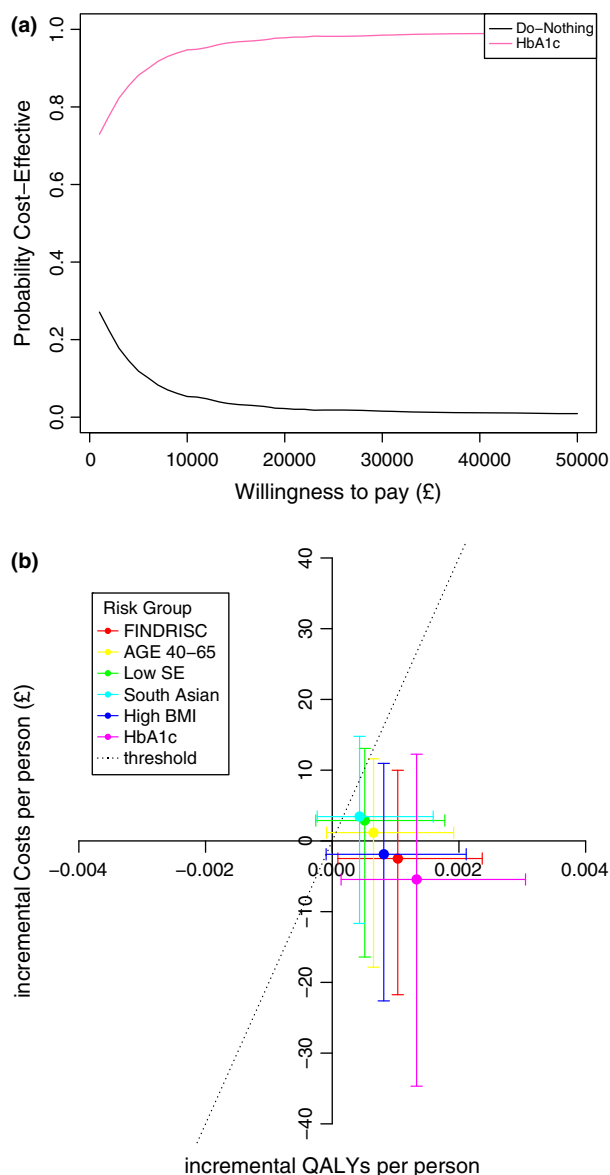 (a)
Do−Nothing
HbA1c
Probability Cost−Effective
0.0
0.2
0.4
0.6
0.8
1.0
0
10000
20000
30000
40000
50000
Willingness to pay (£)
(b)
Risk Group
FINDRISC
AGE 40−65
Low SE
South Asian
High BMI
HbA1c
threshold
incremental Costs per person (£)
40
30
20
10
0
−10
−20
−30
−40
−0.004
−0.002
0.000
0.002
0.004
incremental QALYs per person